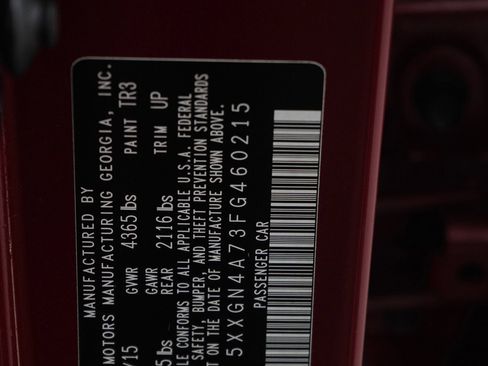 MANUFACTURED BY
MOTORS MANUFACTURING GEORGIA, INC.
/15 GVWR 4365 lbs PAINT TR3
GAWR
lbs REAR 2116 lbs TRIM UP
CONFORMS TO ALL APPLICABLE U.S.A. FEDERAL
SAFETY, BUMPER, AND THEFT PREVENTION STANDARDS
ON THE DATE OF MANUFACTURE SHOWN ABOVE.
5XXGN4A73FG460215
PASSENGER CAR